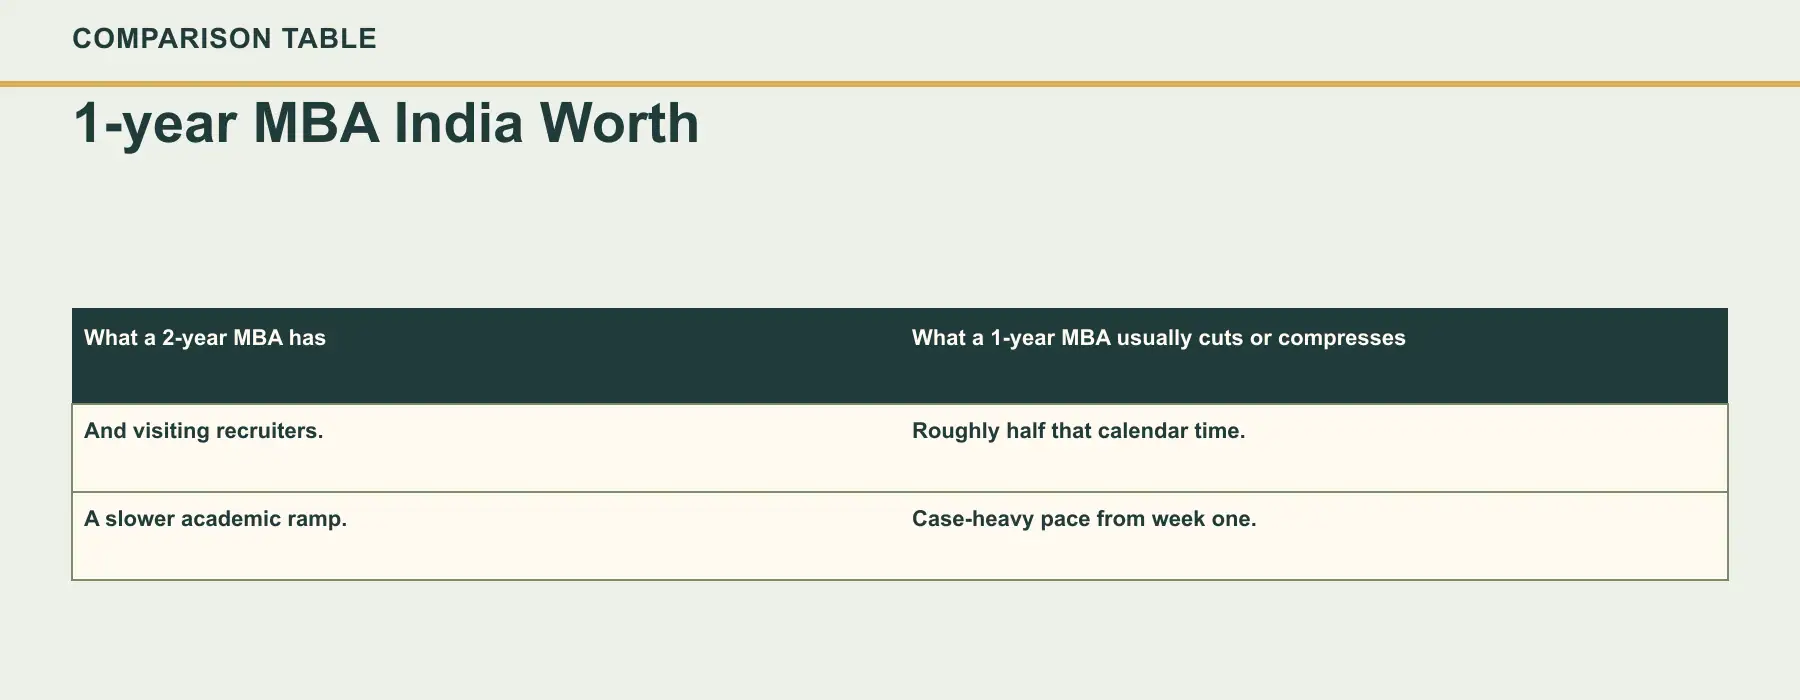 COMPARISON TABLE
1-year MBA India Worth
What a 2-year MBA has
What a 1-year MBA usually cuts or compresses
And visiting recruiters.
Roughly half that calendar time.
A slower academic ramp.
Case-heavy pace from week one.